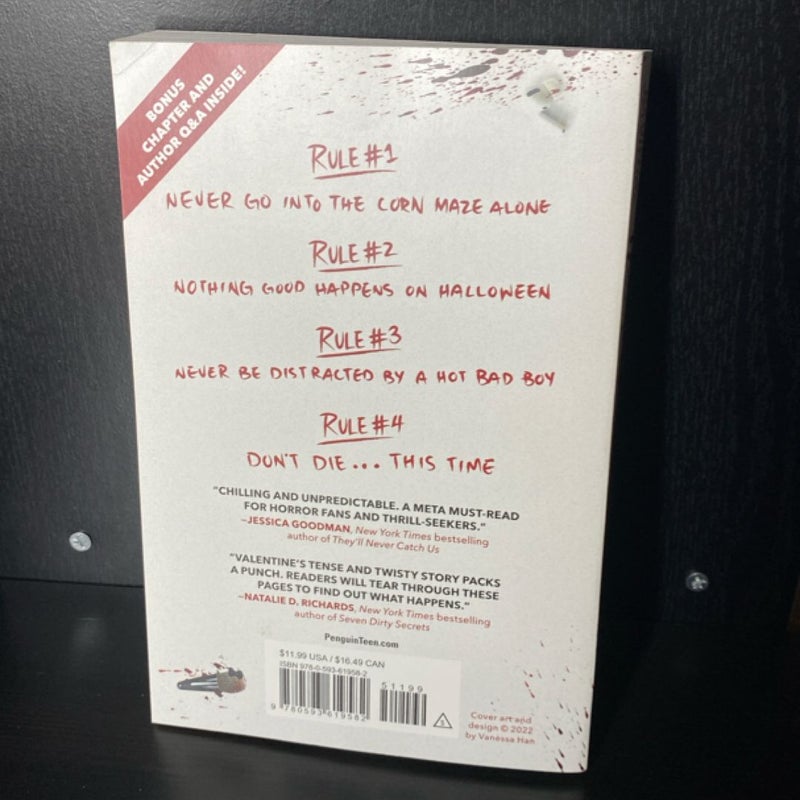 BONUS
CHAPTER AND
AUTHOR Q&A INSIDE!
RULE #1
NEVER GO INTO THE CORN MAZE ALONE
RULE #2
NOTHING GOOD HAPPENS ON HALLOWEEN
RULE #3
NEVER BE DISTRACTED BY A HOT BAD BOY
RULE #4
DON'T DIE... THIS TIME
"CHILLING AND UNPREDICTABLE. A META MUST-READ
FOR HORROR FANS AND THRILL-SEEKERS."
—JESSICA GOODMAN, New York Times bestselling
author of They'll Never Catch Us
"VALENTINE'S TENSE AND TWISTY STORY PACKS
A PUNCH. READERS WILL TEAR THROUGH THESE
PAGES TO FIND OUT WHAT HAPPENS."
—NATALIE D. RICHARDS, New York Times bestselling
author of Seven Dirty Secrets
PenguinTeen.com
$11.99 USA / $16.49 CAN
ISBN 978-0-593-61958-2
51199
9 780593 619582
S
Cover art and
design © 2022
by Vanessa Han